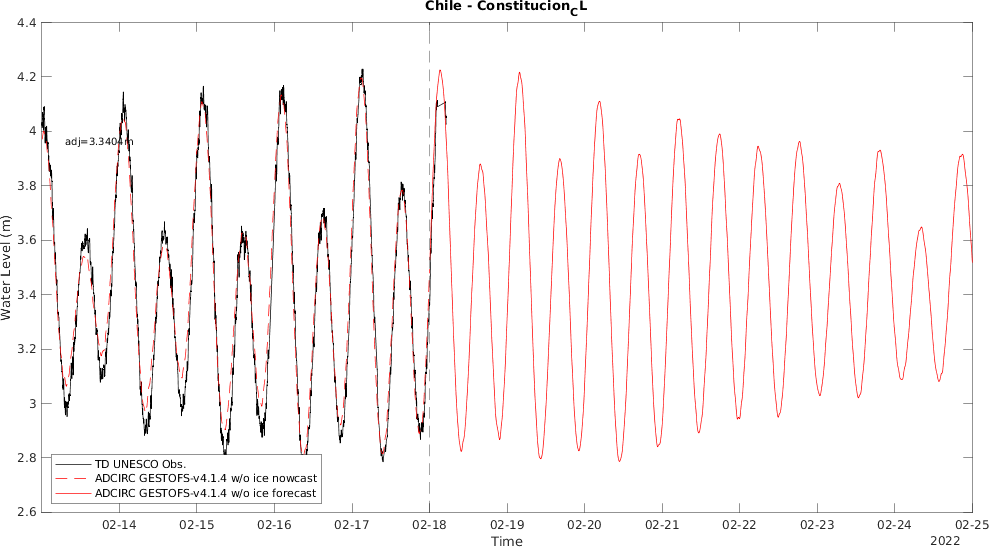 Chile - Constitucion_CL
4.4
4.2
4
3.8
3.6
3.4
3.2
3
2.8
2.6
Water Level (m)
adj=3.3404m
TD UNESCO Obs.
ADCIRC GESTOFS-v4.1.4 w/o ice nowcast
ADCIRC GESTOFS-v4.1.4 w/o ice forecast
02-14 02-15 02-16 02-17 02-18 02-19 02-20 02-21 02-22 02-23 02-24 02-25
Time
2022